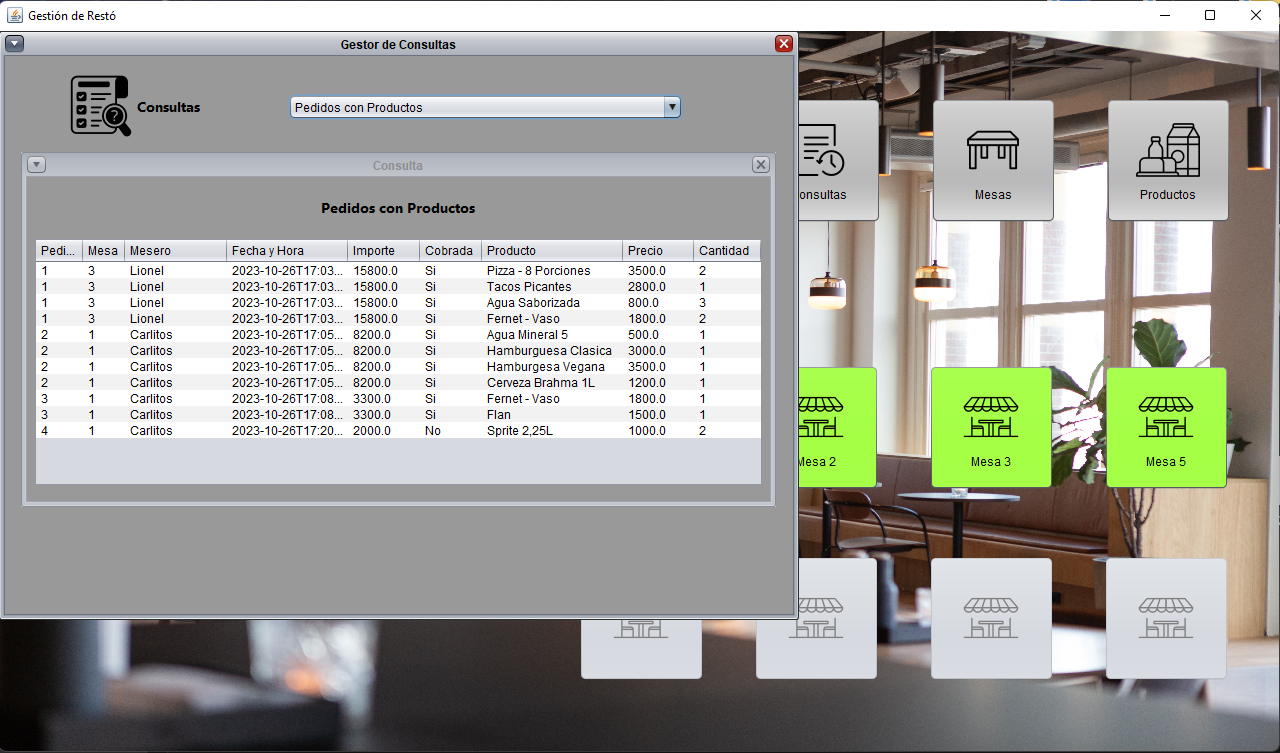 Gestión de Restó
Gestor de Consultas
Consultas
Pedidos con Productos
Consulta
Pedidos con Productos
Pedi... Mesa Mesero Fecha y Hora Importe Cobrada Producto Precio Cantidad
1 3 Lionel 2023-10-26T17:03... 15800.0 Si Pizza - 8 Porciones 3500.0 2
1 3 Lionel 2023-10-26T17:03... 15800.0 Si Tacos Picantes 2800.0 1
1 3 Lionel 2023-10-26T17:03... 15800.0 Si Agua Saborizada 800.0 3
1 3 Lionel 2023-10-26T17:03... 15800.0 Si Fernet - Vaso 1800.0 2
2 1 Carlitos 2023-10-26T17:05... 8200.0 Si Agua Mineral 5 500.0 1
2 1 Carlitos 2023-10-26T17:05... 8200.0 Si Hamburguesa Clasica 3000.0 1
2 1 Carlitos 2023-10-26T17:05... 8200.0 Si Hamburgesa Vegana 3500.0 1
2 1 Carlitos 2023-10-26T17:05... 8200.0 Si Cerveza Brahma 1L 1200.0 1
3 1 Carlitos 2023-10-26T17:08... 3300.0 Si Fernet - Vaso 1800.0 1
3 1 Carlitos 2023-10-26T17:08... 3300.0 Si Flan 1500.0 1
4 1 Carlitos 2023-10-26T17:20... 2000.0 No Sprite 2,25L 1000.0 2
onsultas Mesas Productos
Mesa 2 Mesa 3 Mesa 5